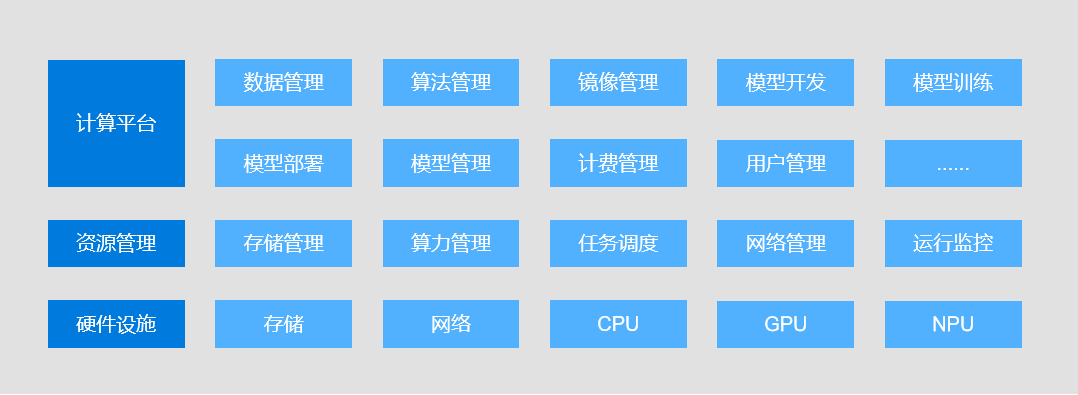 计算平台
数据管理
算法管理
镜像管理
模型开发
模型训练
模型部署
模型管理
计费管理
用户管理
......
资源管理
存储管理
算力管理
任务调度
网络管理
运行监控
硬件设施
存储
网络
CPU
GPU
NPU